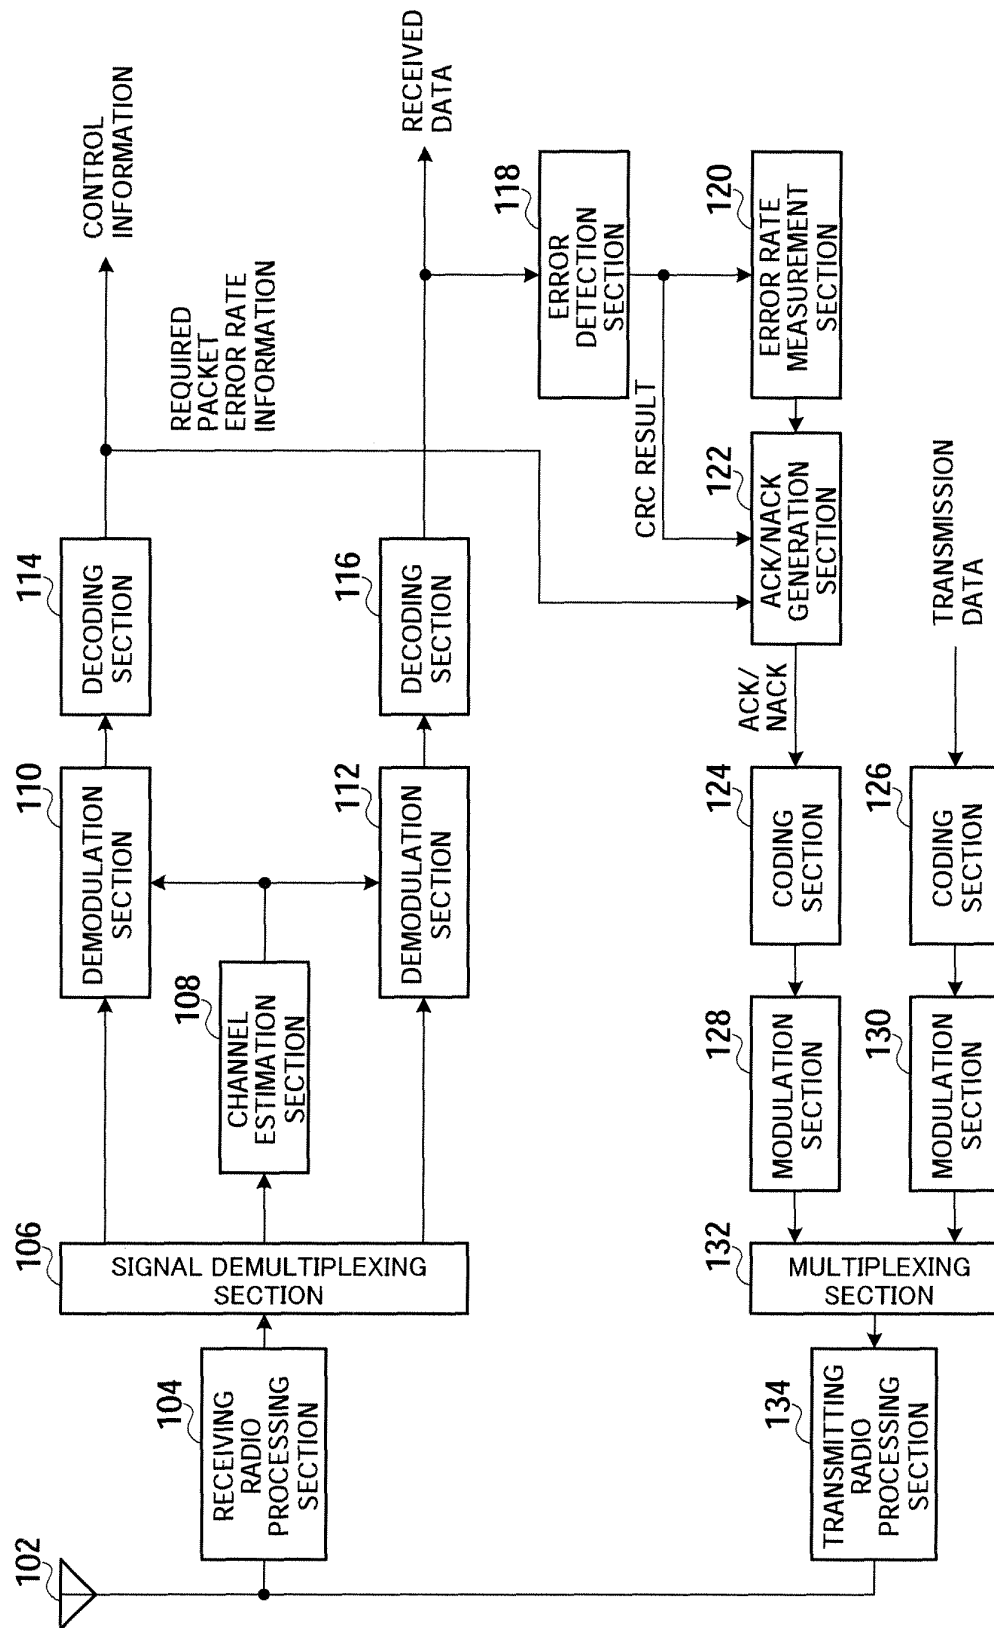 102
104
RECEIVING
RADIO
PROCESSING
SECTION
106
SIGNAL DEMULTIPLEXING
SECTION
108
CHANNEL
ESTIMATION
SECTION
110
DEMODULATION
SECTION
112
DEMODULATION
SECTION
114
DECODING
SECTION
116
DECODING
SECTION
CONTROL
INFORMATION
REQUIRED
PACKET
ERROR RATE
INFORMATION
RECEIVED
DATA
118
ERROR
DETECTION
SECTION
CRC RESULT
120
ERROR RATE
MEASUREMENT
SECTION
122
ACK/NACK
GENERATION
SECTION
ACK/
NACK
124
CODING
SECTION
TRANSMISSION
DATA
126
CODING
SECTION
128
MODULATION
SECTION
130
MODULATION
SECTION
132
MULTIPLEXING
SECTION
134
TRANSMITTING
RADIO
PROCESSING
SECTION